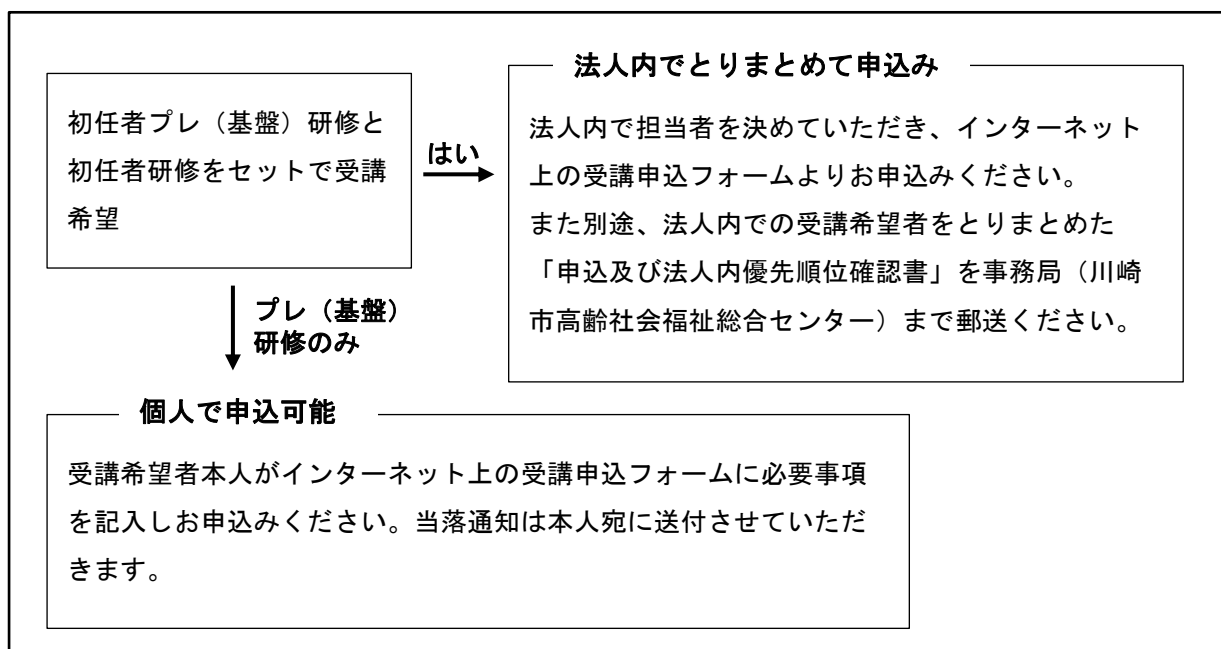 初任者プレ（基盤）研修と
初任者研修をセットで受講
希望
はい
法人内でとりまとめて申込み
法人内で担当者を決めていただき、インターネット
上の受講申込フォームよりお申込みください。
また別途、法人内での受講希望者をとりまとめた
「申込及び法人内優先順位確認書」を事務局（川崎
市高齢社会福祉総合センター）まで郵送ください。
プレ（基盤）
研修のみ
個人で申込可能
受講希望者本人がインターネット上の受講申込フォームに必要事項
を記入しお申込みください。当落通知は本人宛に送付させていただ
きます。